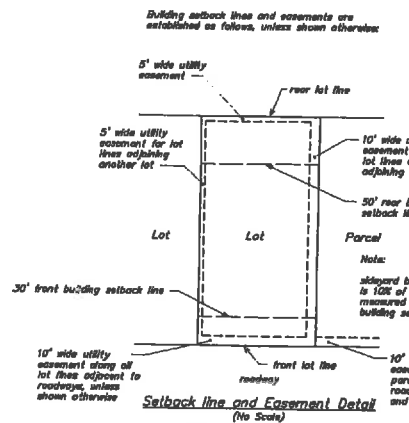 Building setback lines and easements are
established as follows, unless shown otherwise:
5' wide utility
easement
rear lot line
5' wide utility
easement for lot
lines adjoining
another lot
10' wide
easement
lot lines
adjoining
50' rear
setback
Lot
Lot
Parcel
Note:
sideyard
is 10% of
measured
building
30' front building setback line
10' wide utility
easement along all
lot lines adjacent to
roadways, unless
shown otherwise
front lot line
roadway
10'
and
Setback line and Easement Detail
(No Scale)